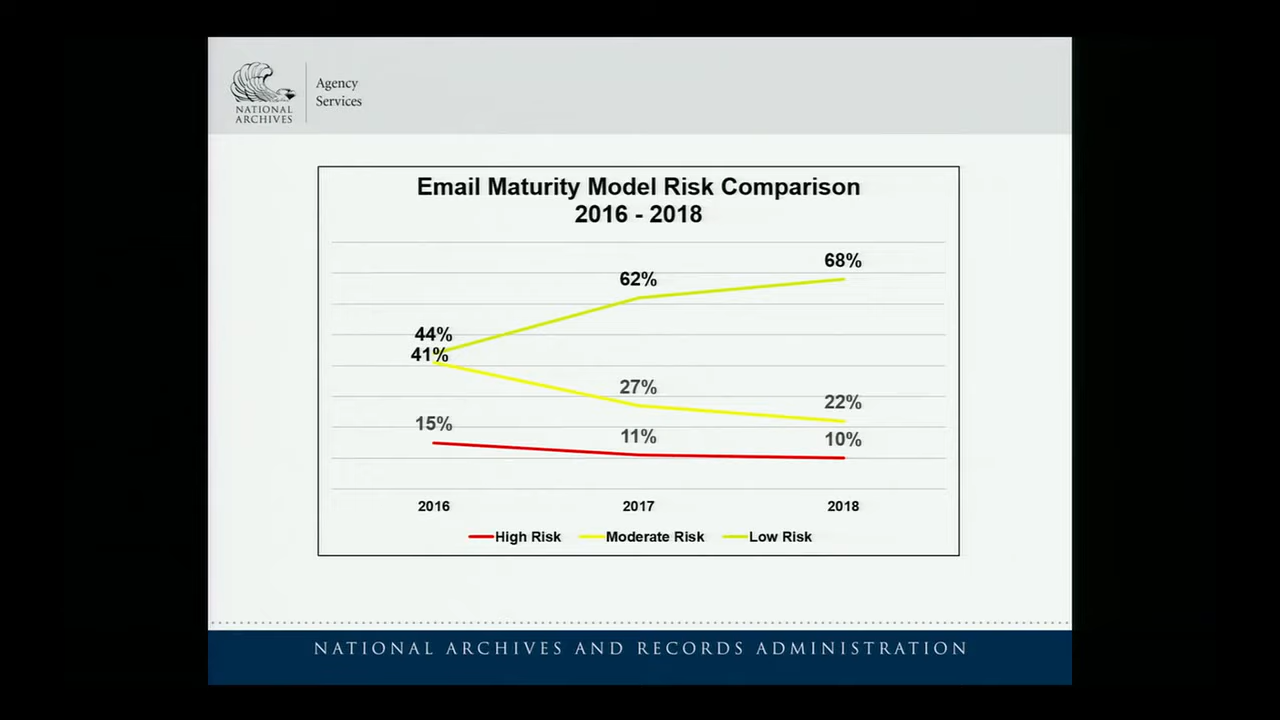 NATIONAL
ARCHIVES
Agency
Services
Email Maturity Model Risk Comparison
2016 - 2018
68%
62%
44%
41%
27%
22%
15%
11%
10%
2016 2017 2018
High Risk Moderate Risk Low Risk
NATIONAL ARCHIVES AND RECORDS ADMINISTRATION